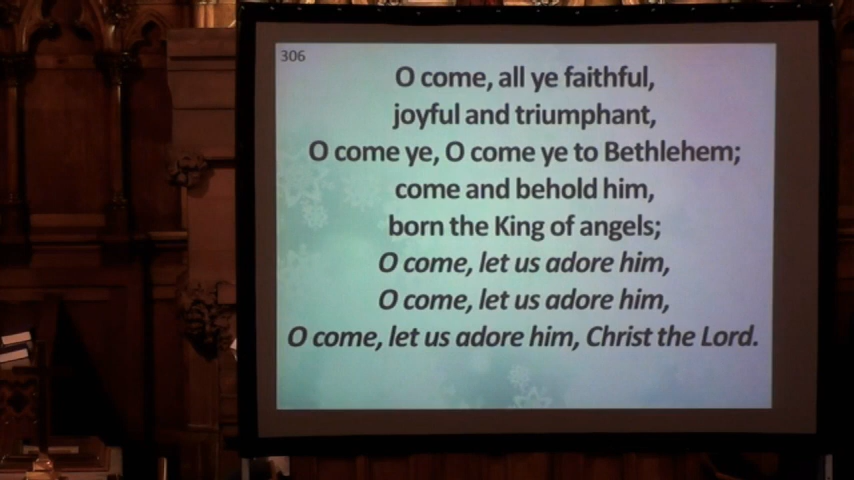 306
O come, all ye faithful,
joyful and triumphant,
O come ye, O come ye to Bethlehem;
come and behold him,
born the King of angels;
O come, let us adore him,
O come, let us adore him,
O come, let us adore him, Christ the Lord.